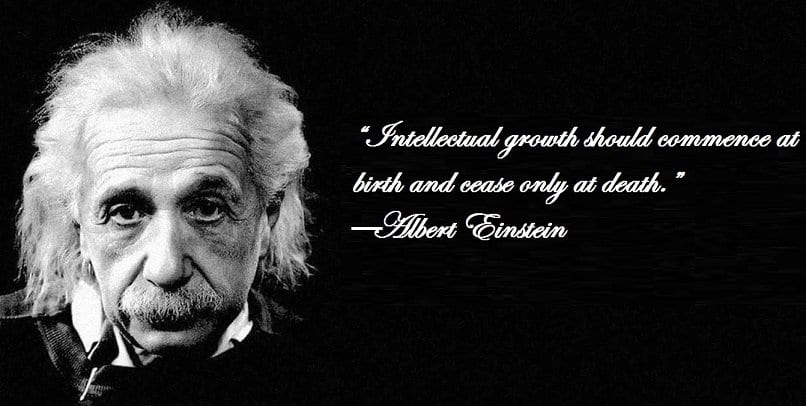 “Intellectual growth should commence at
birth and cease only at death.”
—Albert Einstein